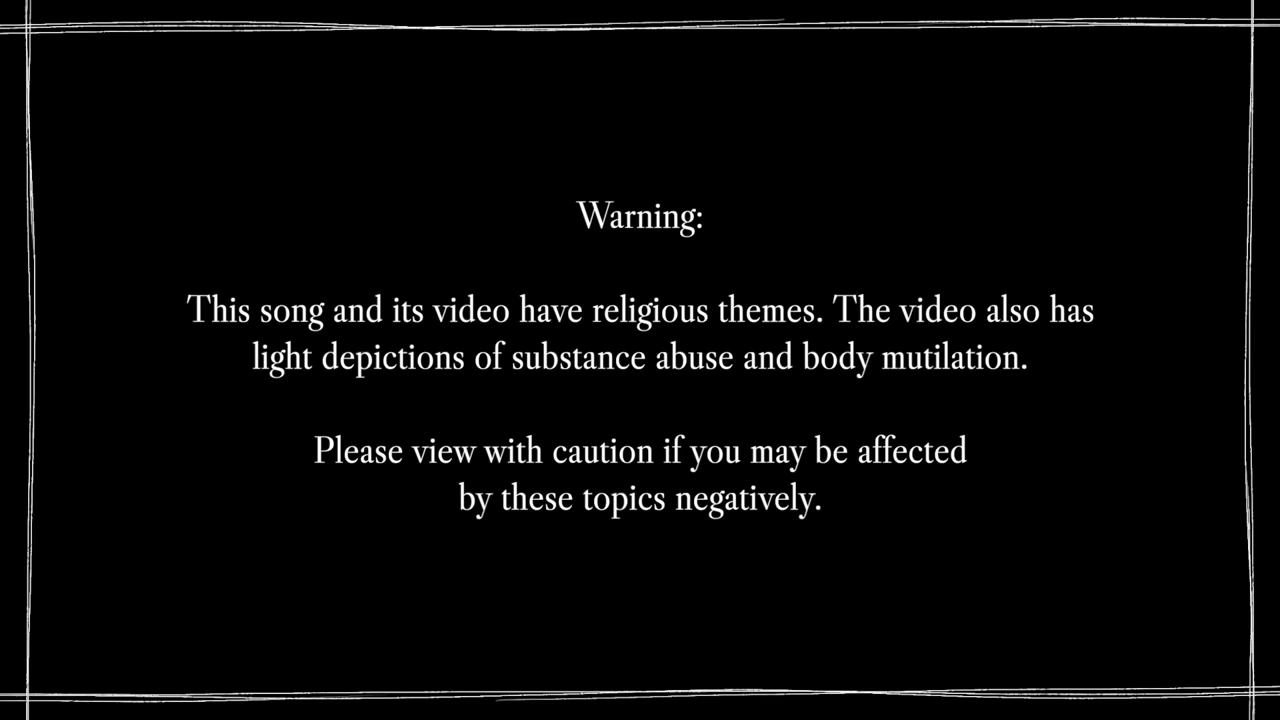 Warning:
This song and its video have religious themes. The video also has
light depictions of substance abuse and body mutilation.
Please view with caution if you may be affected
by these topics negatively.